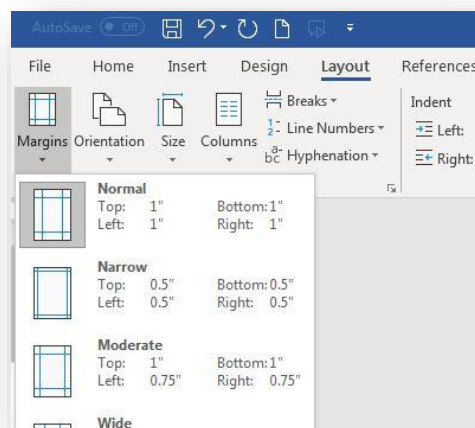 AutoSave Off
File Home Insert Design Layout References
Margins Orientation Size Columns
Breaks
Line Numbers
bc Hyphenation
Indent
Left:
Right:
Normal
Top: 1" Bottom: 1"
Left: 1" Right: 1"
Narrow
Top: 0.5" Bottom: 0.5"
Left: 0.5" Right: 0.5"
Moderate
Top: 1" Bottom: 1"
Left: 0.75" Right: 0.75"
Wide